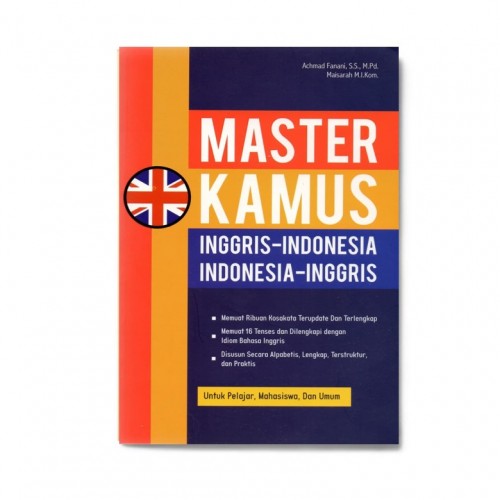 Achmad Fanani, S.S., M.Pd.
Maisarah M.I.Kom.
MASTER
KAMUS
INGGRIS-INDONESIA
INDONESIA-INGGRIS
Memuat Ribuan Kosakata Terupdate Dan Terlengkap
Memuat 16 Tenses dan Dilengkapi dengan
Idiom Bahasa Inggris
Disusun Secara Alpabetis, Lengkap, Terstruktur,
dan Praktis
Untuk Pelajar, Mahasiswa, Dan Umum